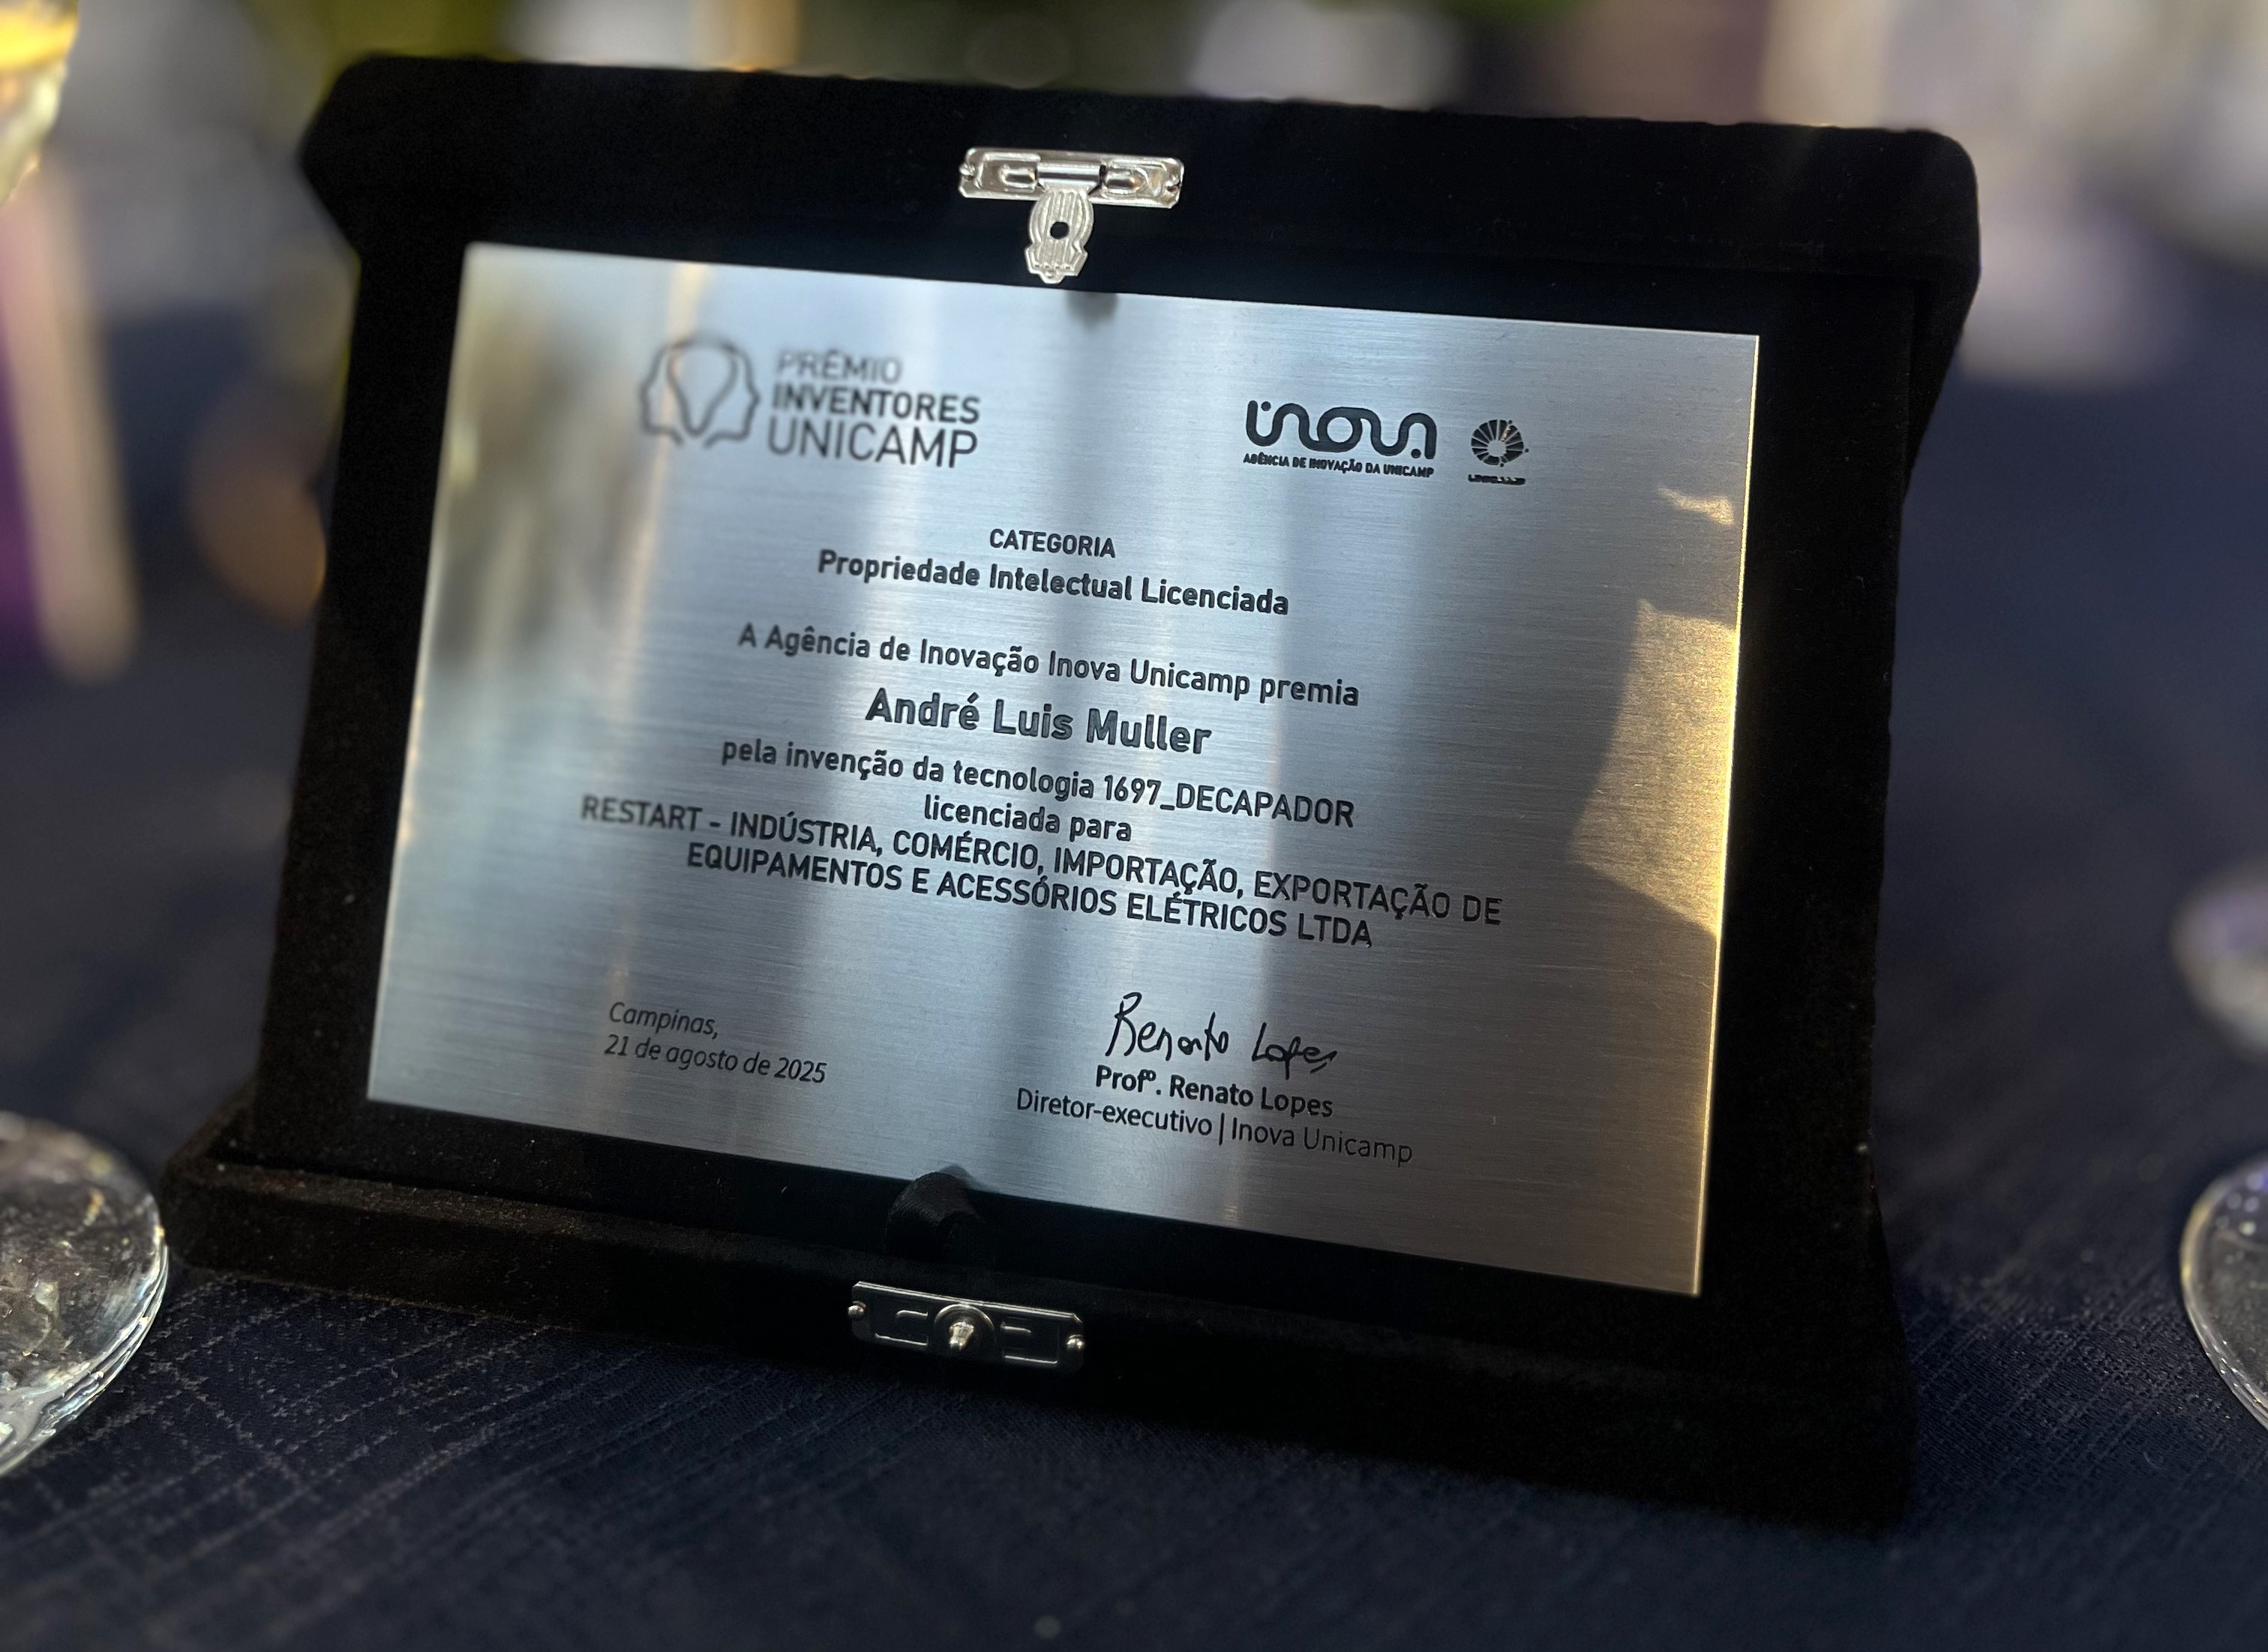 PRÊMIO
INVENTORES
UNICAMP
inova
AGÊNCIA DE INOVAÇÃO DA UNICAMP
CATEGORIA
Propriedade Intelectual Licenciada
A Agência de Inovação Inova Unicamp premia
André Luis Muller
pela invenção da tecnologia 1697_DECAPADOR
licenciada para
RESTART - INDÚSTRIA, COMÉRCIO, IMPORTAÇÃO, EXPORTAÇÃO DE
EQUIPAMENTOS E ACESSÓRIOS ELÉTRICOS LTDA
Campinas,
21 de agosto de 2025
Renato Lopes
Profº. Renato Lopes
Diretor-executivo | Inova Unicamp